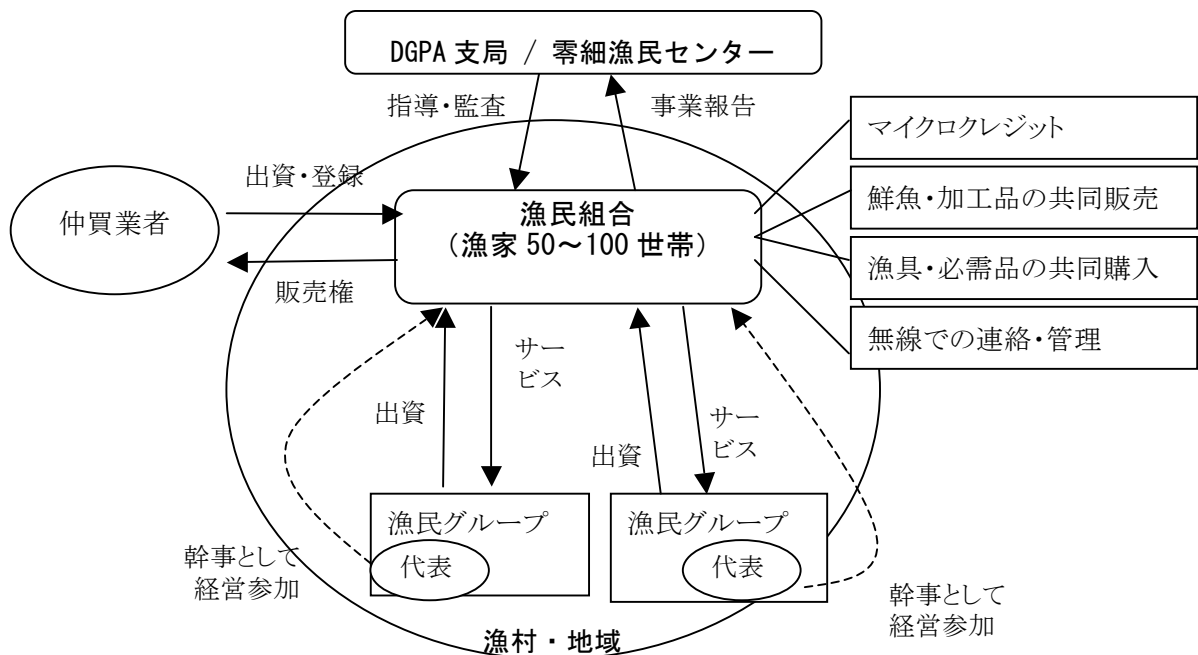 DGPA 支局 / 零細漁民センター
指導・監査
事業報告
マイクロクレジット
出資・登録
鮮魚・加工品の共同販売
仲買業者
漁民組合
(漁家 50～100 世帯)
漁具・必需品の共同購入
販売権
無線での連絡・管理
サー
ビス
出資
サー
ビス
出資
漁民グループ
漁民グループ
代表
代表
幹事として
経営参加
幹事として
経営参加
漁村・地域